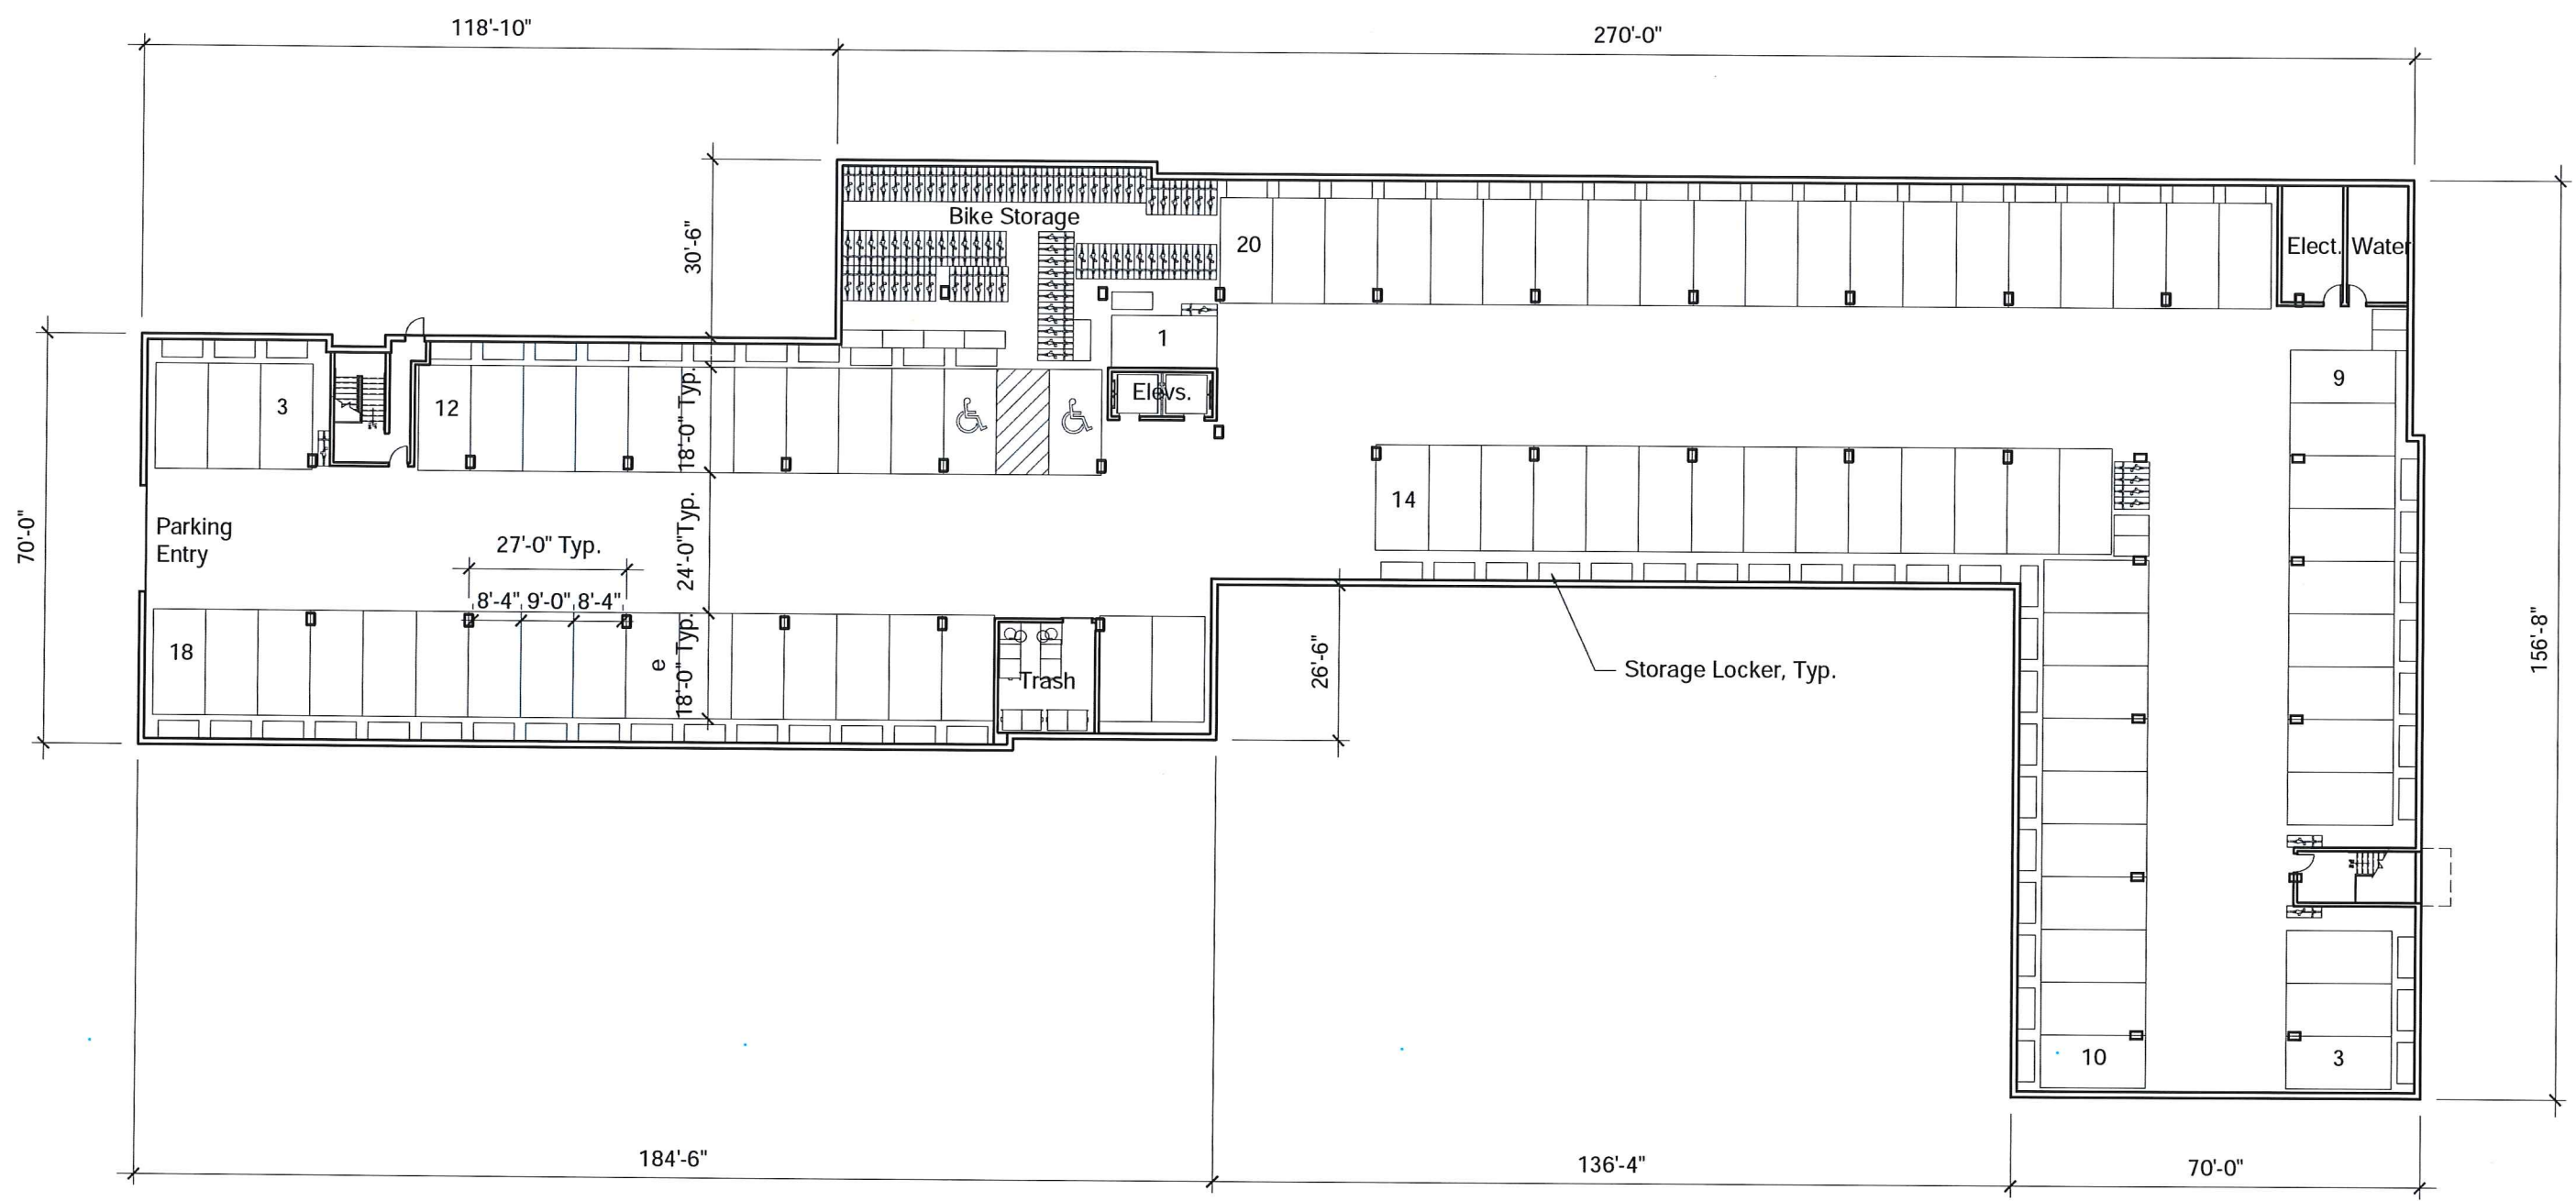 118'-10"
270'-0"
Bike Storage
30'-6"
20
Elect.
Water
1
9
3
12
18'-0" Typ.
Elevs.
14
70'-0"
Parking
Entry
27'-0" Typ.
24'-0"Typ.
8'-4"
9'-0"
8'-4"
18
e
18'-0" Typ.
Trash
26'-6"
Storage Locker, Typ.
156'-8"
10
3
184'-6"
136'-4"
70'-0"